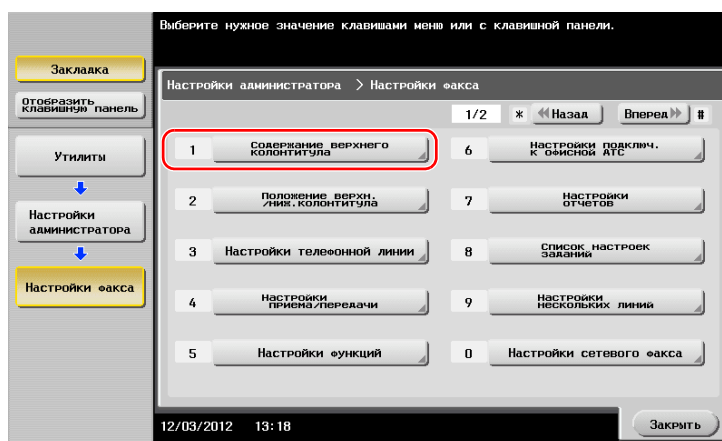 Выберите нужное значение клавишами меню или с клавишной панели.
Закладка
Отобразить
клавишную панель
Утилиты
Настройки
администратора
Настройки факса
Настройки администратора > Настройки факса
1/2 * Назад Вперед #
1 Содержание верхнего
колонтитула
2 Положение верхн.
/ниж.колонтитула
3 Настройки телефонной линии
4 Настройки
приема/передачи
5 Настройки функций
6 Настройки подключ.
к офисной АТС
7 Настройки
отчетов
8 Список настроек
заданий
9 Настройки
нескольких линий
0 Настройки сетевого факса
12/03/2012 13:18
Закрыть